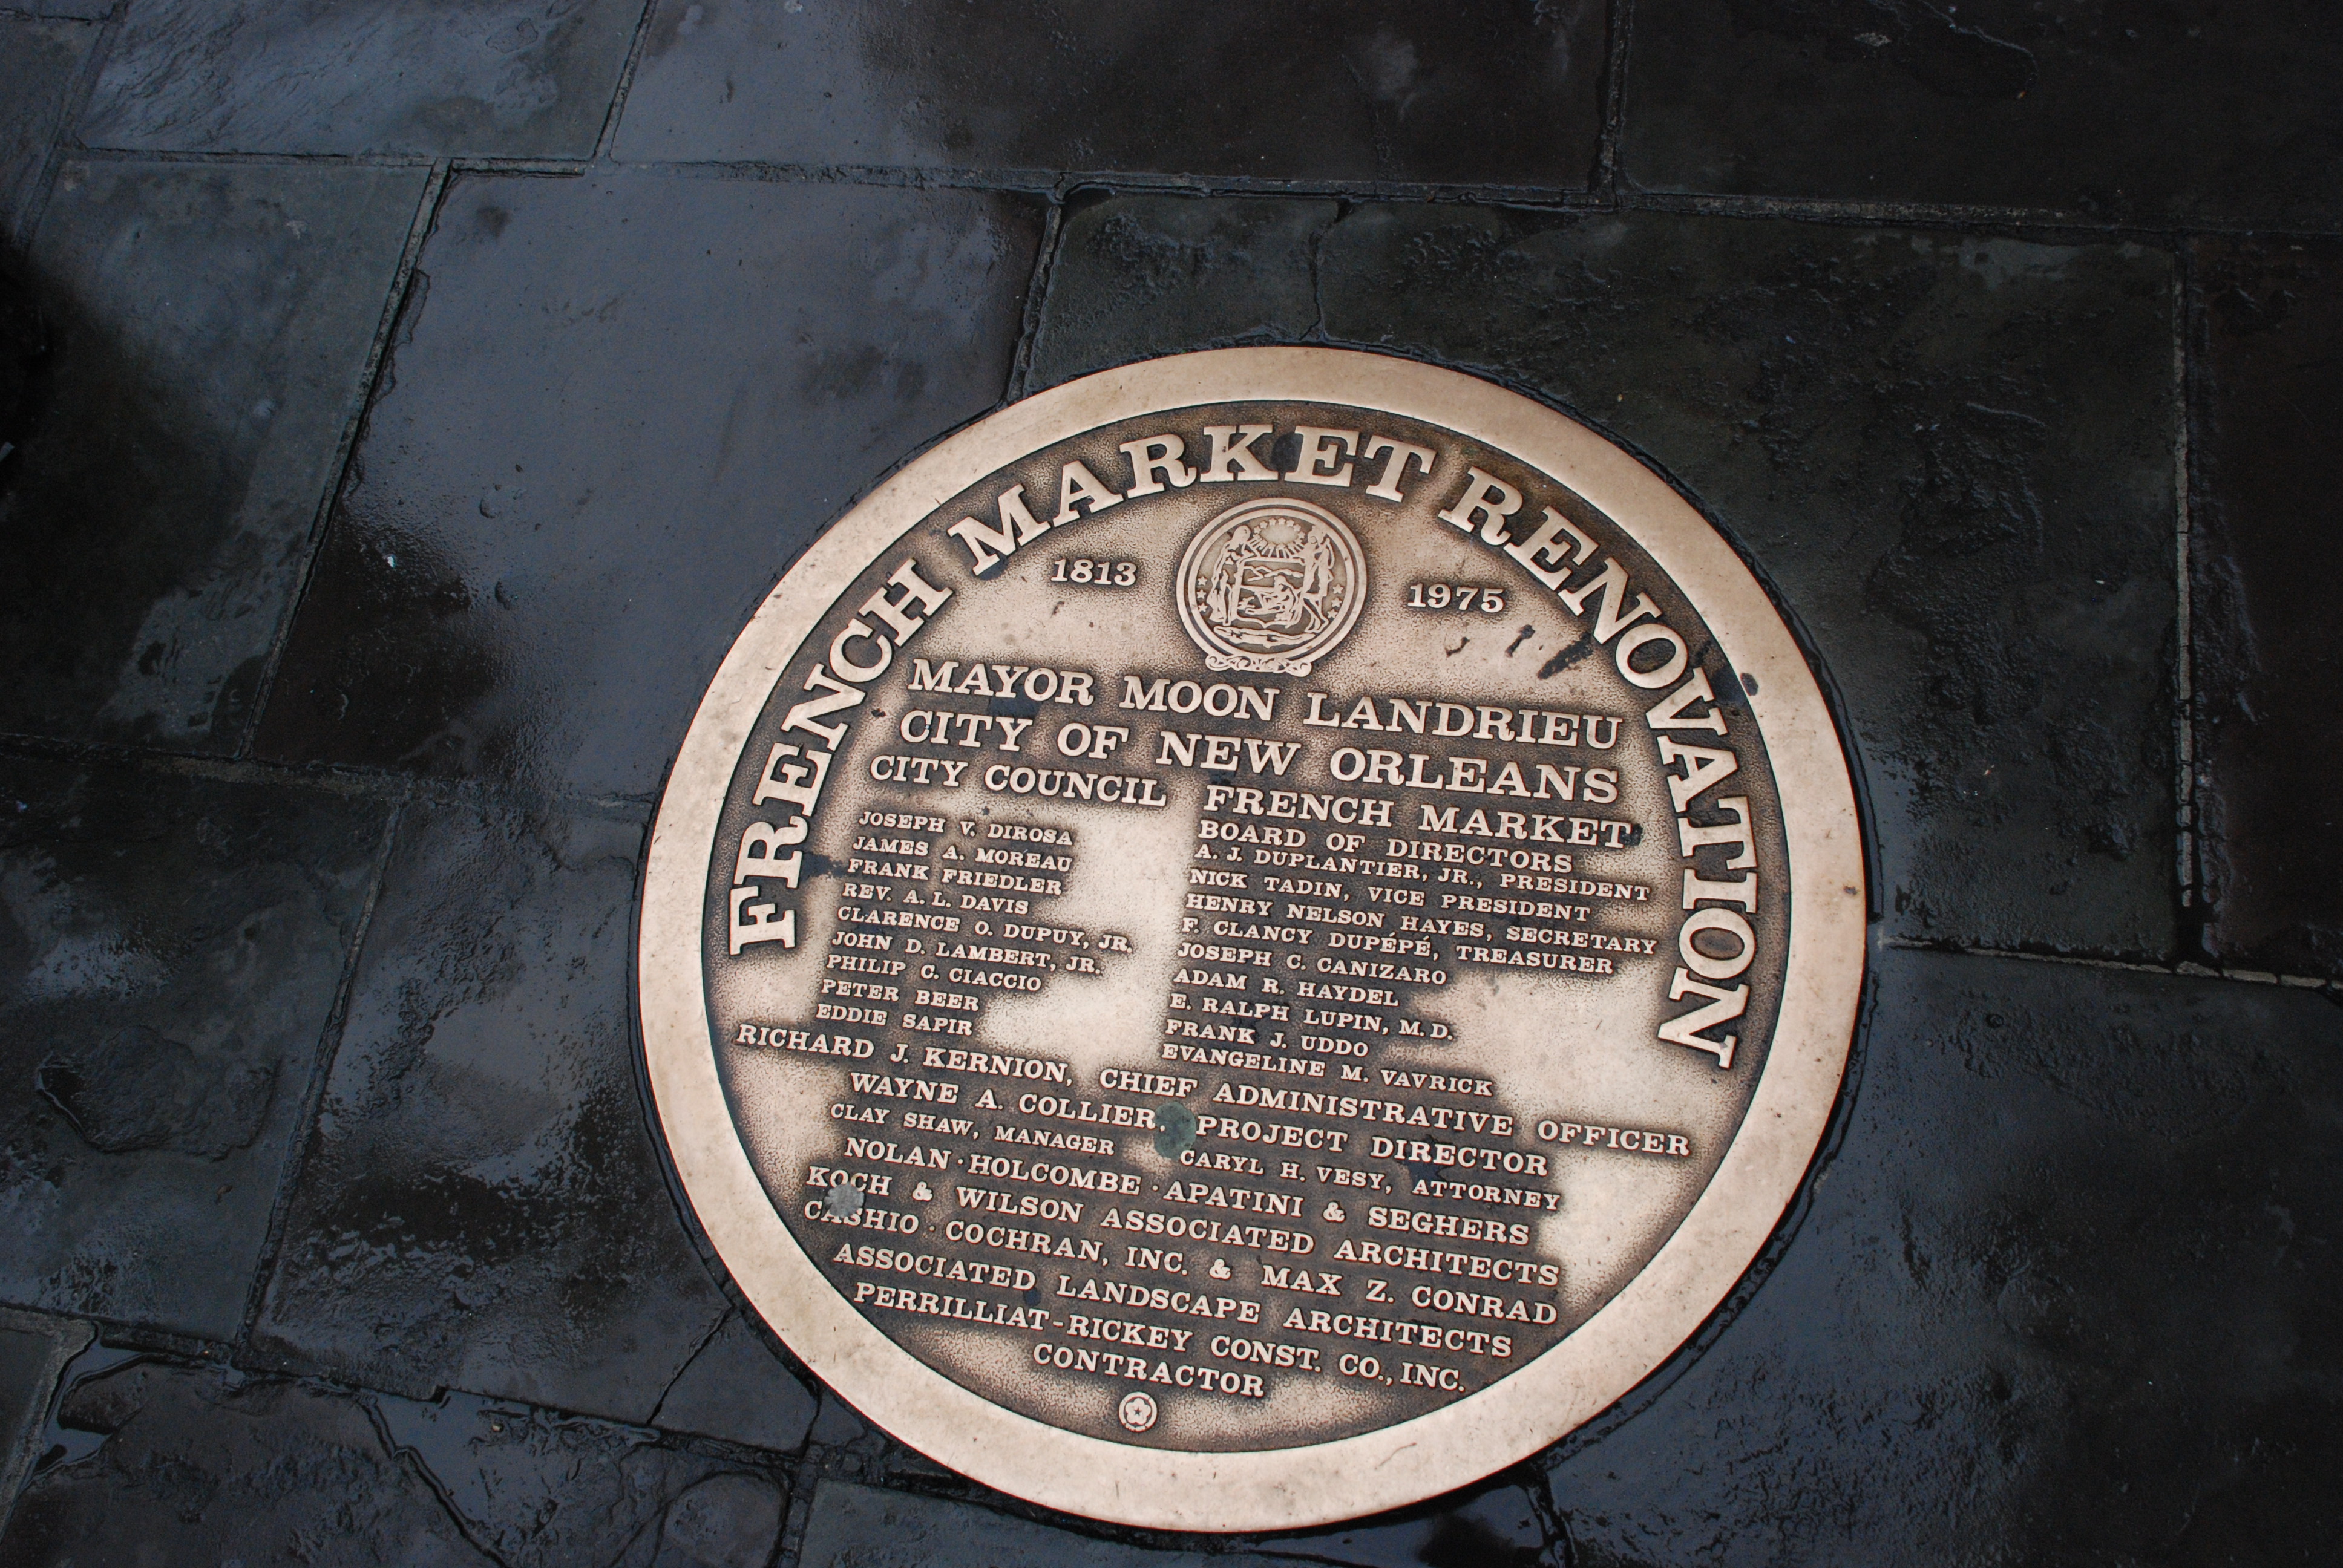 FRENCH MARKET RENOVATION
1813 1975
MAYOR MOON LANDRIEU
CITY OF NEW ORLEANS
CITY COUNCIL
JOSEPH V. DIROSA
JAMES A. MOREAU
FRANK FRIEDLER
REV. A. L. DAVIS
CLARENCE O. DUPUY, JR.
JOHN D. LAMBERT, JR.
PHILIP C. CIACCIO
PETER BEER
EDDIE SAPIR
FRENCH MARKET
BOARD OF DIRECTORS
A. J. DUPLANTIER, JR., PRESIDENT
NICK TADIN, VICE PRESIDENT
HENRY NELSON HAYES, SECRETARY
F. CLANCY DUPÉPÉ, TREASURER
JOSEPH C. CANIZARO
ADAM R. HAYDEL
E. RALPH LUPIN, M.D.
FRANK J. UDDO
EVANGELINE M. VAVRICK
RICHARD J. KERNION, CHIEF ADMINISTRATIVE OFFICER
WAYNE A. COLLIER, PROJECT DIRECTOR
CLAY SHAW, MANAGER CARYL H. VESY, ATTORNEY
NOLAN · HOLCOMBE · APATINI & SEGHERS
KOCH & WILSON ASSOCIATED ARCHITECTS
CASHIO · COCHRAN, INC. & MAX Z. CONRAD
ASSOCIATED LANDSCAPE ARCHITECTS
PERRILLIAT-RICKEY CONST. CO., INC.
CONTRACTOR